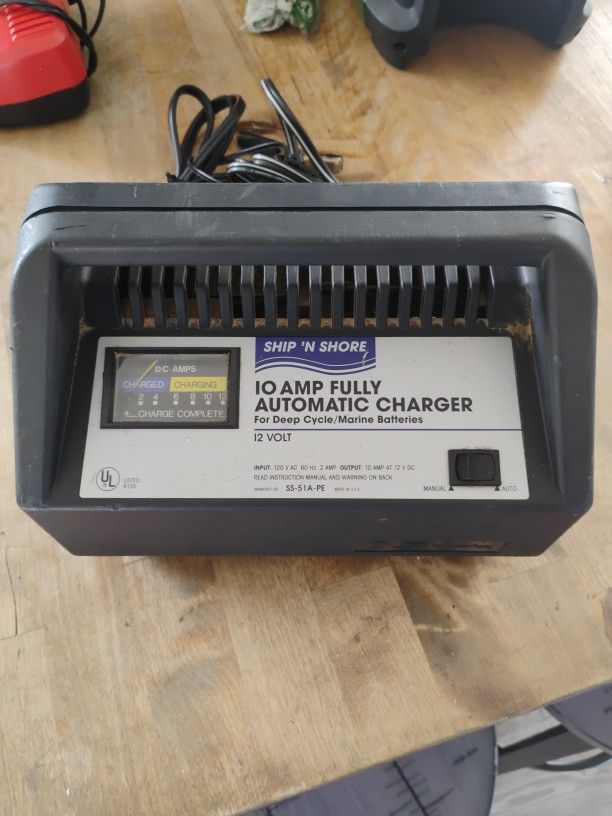 DC AMPS
CHARGED CHARGING
2 4 6 8 10 12
CHARGE COMPLETE
SHIP 'N SHORE
10 AMP FULLY
AUTOMATIC CHARGER
For Deep Cycle/Marine Batteries
12 VOLT
INPUT: 120 V AC 60 Hz 2 AMP OUTPUT: 10 AMP AT 12 V DC
READ INSTRUCTION MANUAL AND WARNING ON BACK
SS-51A-PE MADE IN U.S.A.
UL
LISTED
MANUAL AUTO